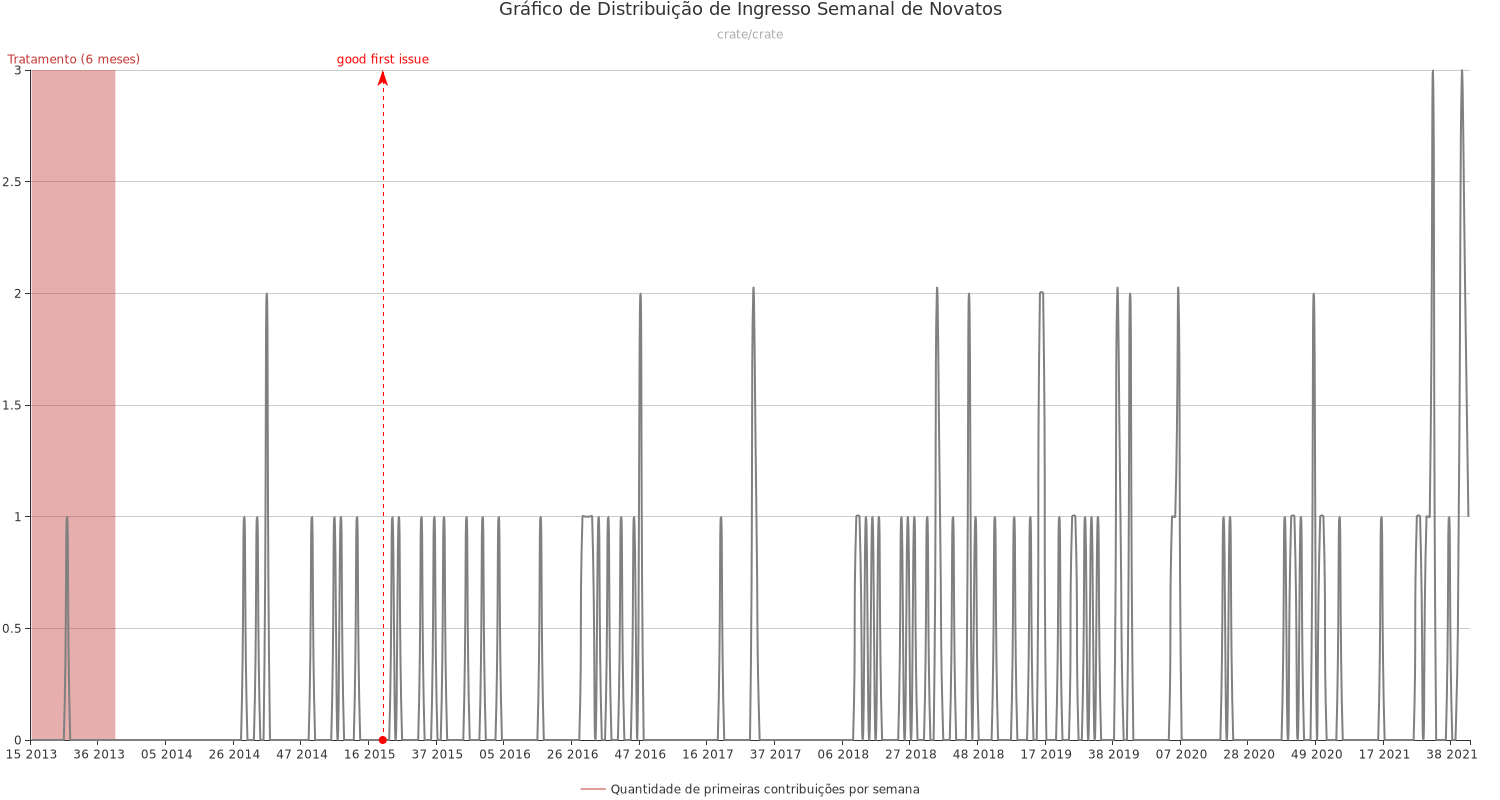 Gráfico de Distribuição de Ingresso Semanal de Novatos
crate/crate
Tratamento (6 meses)
good first issue
3
2.5
2
1.5
1
0.5
0
15 2013 36 2013 05 2014 26 2014 47 2014 16 2015 37 2015 05 2016 26 2016 47 2016 16 2017 37 2017 06 2018 27 2018 48 2018 17 2019 38 2019 07 2020 28 2020 49 2020 17 2021 38 2021
Quantidade de primeiras contribuições por semana